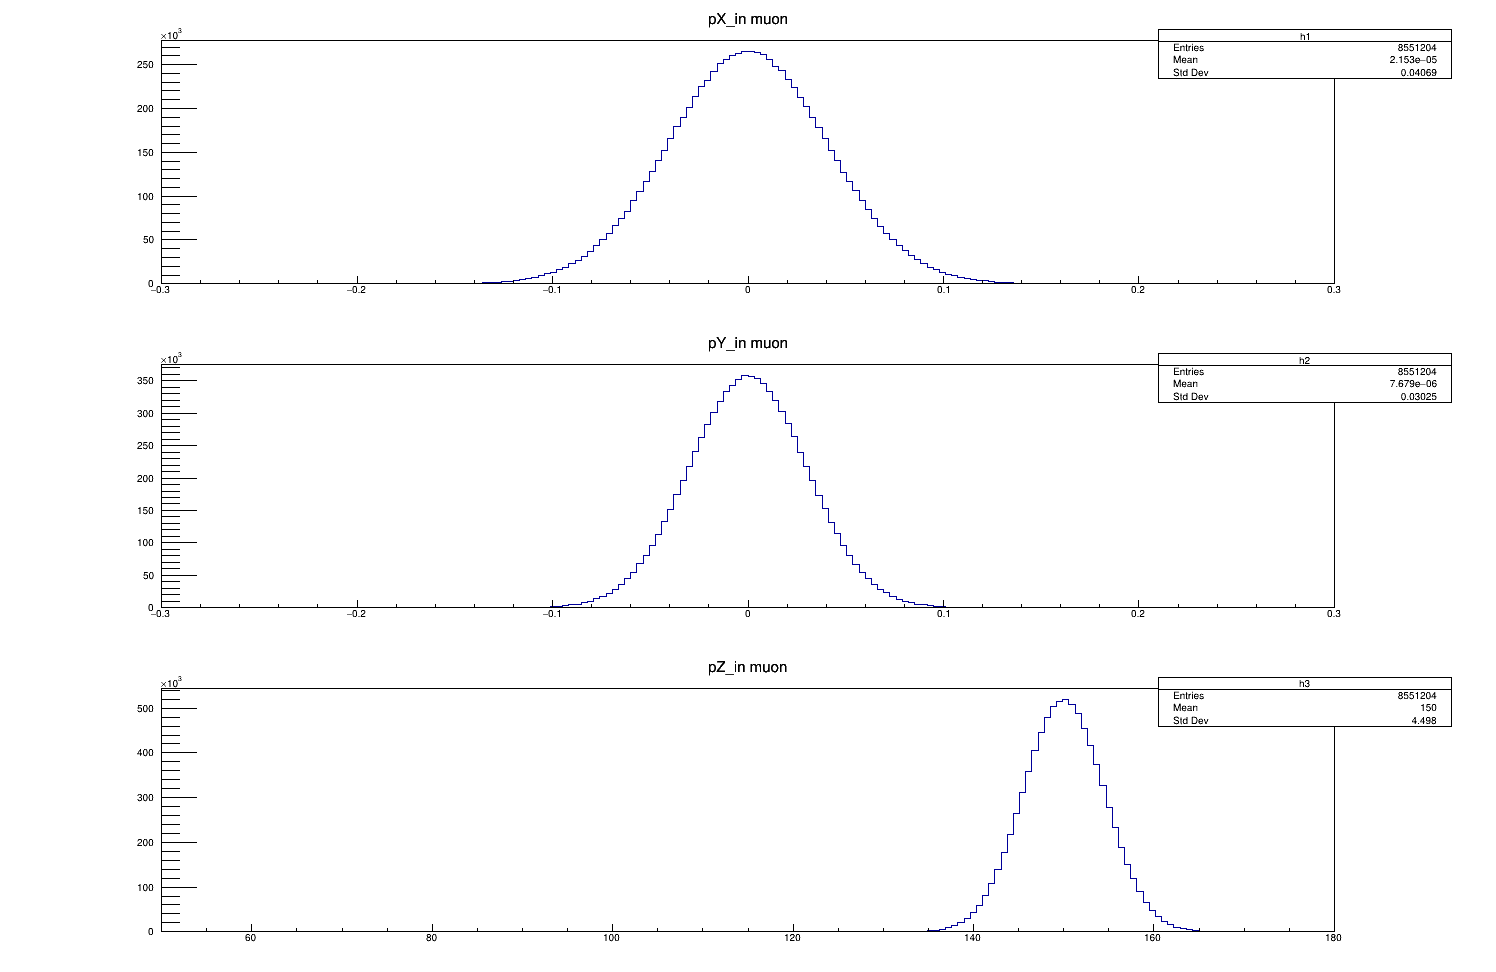 pX_in muon
×10³
h1
Entries 8551204
Mean 2.153e−05
Std Dev 0.04069
250
200
150
100
50
0
−0.3 −0.2 −0.1 0 0.1 0.2 0.3
pY_in muon
×10³
h2
Entries 8551204
Mean 7.679e−06
Std Dev 0.03025
350
300
250
200
150
100
50
0
−0.3 −0.2 −0.1 0 0.1 0.2 0.3
pZ_in muon
×10³
h3
Entries 8551204
Mean 150
Std Dev 4.498
500
400
300
200
100
0
60 80 100 120 140 160 180